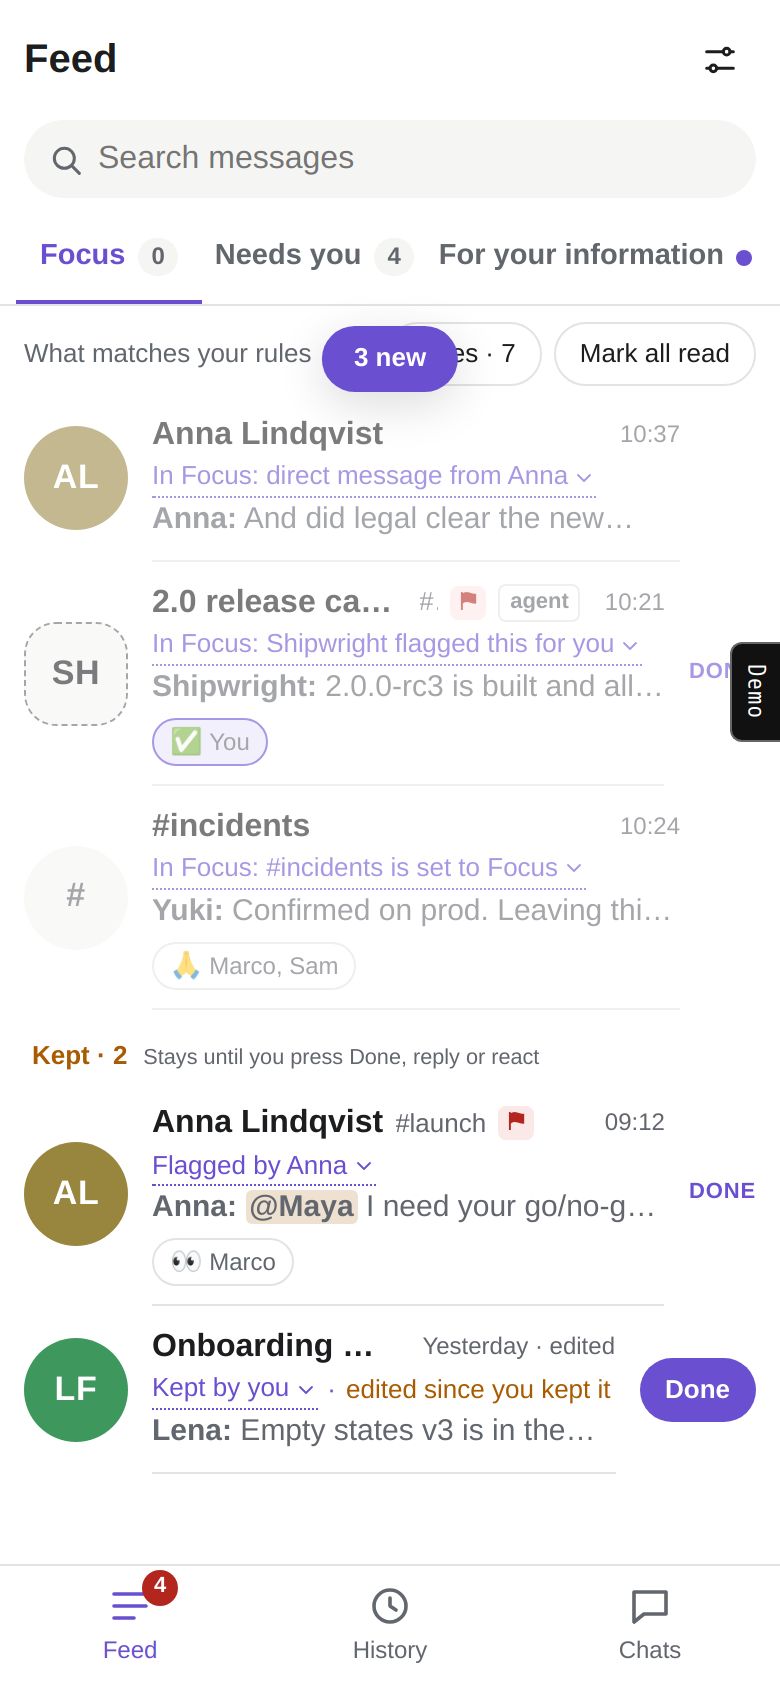 Feed
Search messages
Focus 0 Needs you 4 For your information
What matches your rules 3 new · 7 Mark all read
AL Anna Lindqvist 10:37
In Focus: direct message from Anna
Anna: And did legal clear the new…
SH 2.0 release ca… #. agent 10:21
In Focus: Shipwright flagged this for you
Shipwright: 2.0.0-rc3 is built and all…
✅ You
Demo
# #incidents 10:24
In Focus: #incidents is set to Focus
Yuki: Confirmed on prod. Leaving thi…
🙏 Marco, Sam
Kept · 2 Stays until you press Done, reply or react
AL Anna Lindqvist #launch 09:12
Flagged by Anna
Anna: @Maya I need your go/no-g…
DONE
👀 Marco
LF Onboarding … Yesterday · edited
Kept by you · edited since you kept it
Lena: Empty states v3 is in the…
Done
4
Feed History Chats